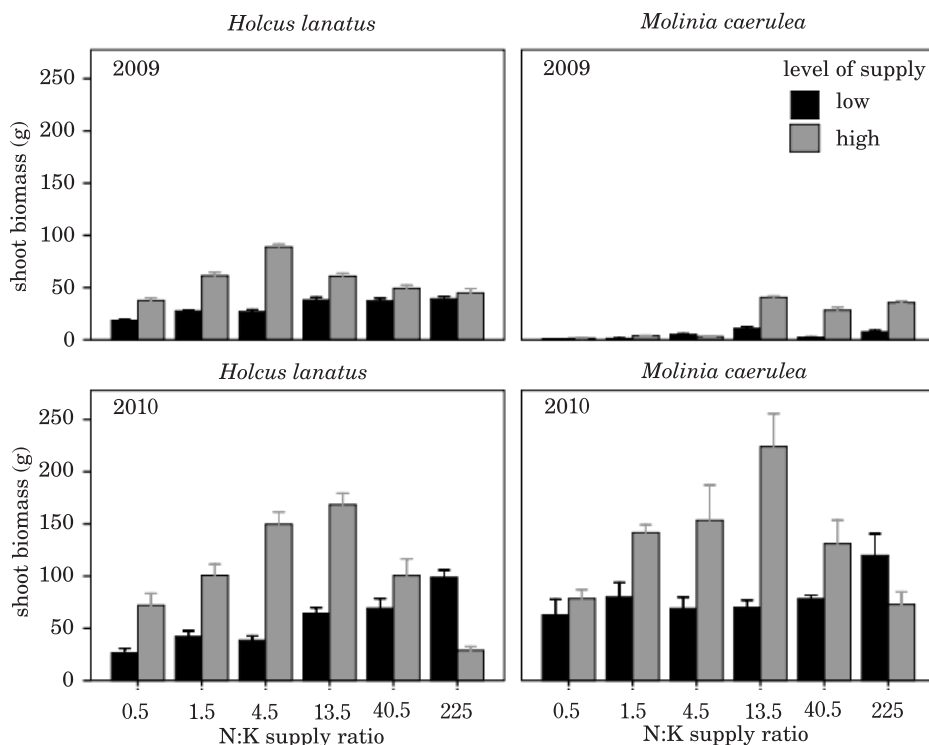 Holcus lanatus
Molinia caerulea
2009
250
200
150
100
50
0
shoot biomass (g)
2009
level of supply
low
high
Holcus lanatus
Molinia caerulea
2010
250
200
150
100
50
0
shoot biomass (g)
2010
0.5 1.5 4.5 13.5 40.5 225
N:K supply ratio
0.5 1.5 4.5 13.5 40.5 225
N:K supply ratio